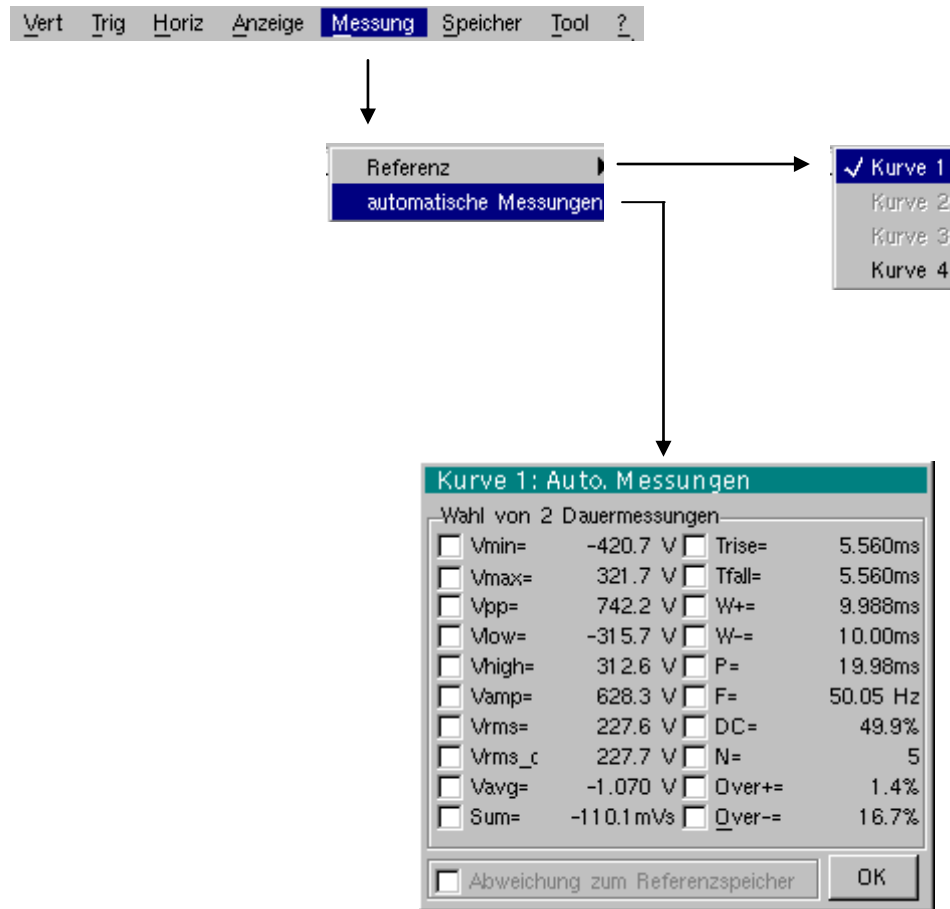 Vert Trig Horiz Anzeige Messung Speicher Tool ?
Referenz
automatische Messungen
Kurve 1
Kurve 2
Kurve 3
Kurve 4
Kurve 1: Auto. Messungen
Wahl von 2 Dauermessungen
Vmin= -420.7 V Trise= 5.560ms
Vmax= 321.7 V Tfall= 5.560ms
Vpp= 742.2 V W+= 9.988ms
Vlow= -315.7 V W-= 10.00ms
Vhigh= 312.6 V P= 19.98ms
Vamp= 628.3 V F= 50.05 Hz
Vrms= 227.6 V DC= 49.9%
Vrms_c 227.7 V N= 5
Vavg= -1.070 V Over+= 1.4%
Sum= -110.1mVs Over-= 16.7%
Abweichung zum Referenzspeicher OK